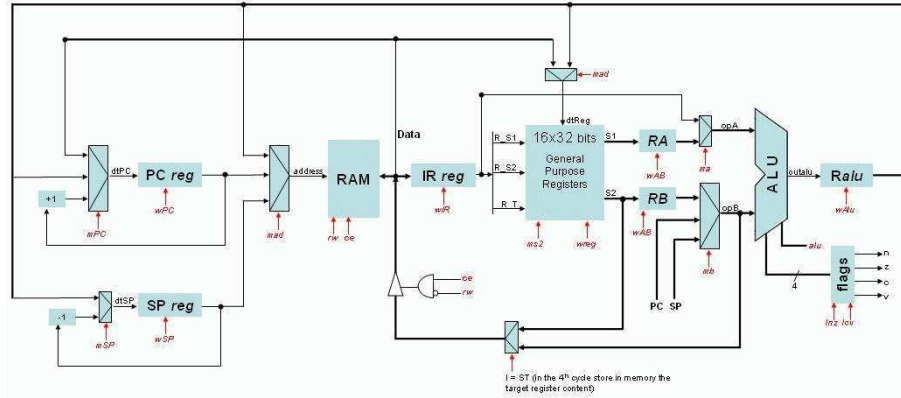 mad
Data
dtReg
R_S1
16x32 bits
S1
RA
opA
dtPC
PC reg
address
RAM
IR reg
R_S2
General
Purpose
Registers
wAB
ma
ALU
outalu
Ralu
+1
wPC
wIR
S2
RB
opB
wAlu
mPC
mad
rw
ce
R_T
ms2
wreg
wAB
mb
alu
n
z
c
v
flags
4
ce
rw
PC
SP
lnz
lcv
dtSP
SP reg
-1
mSP
wSP
I = ST (in the 4th cycle store in memory the
target register content)